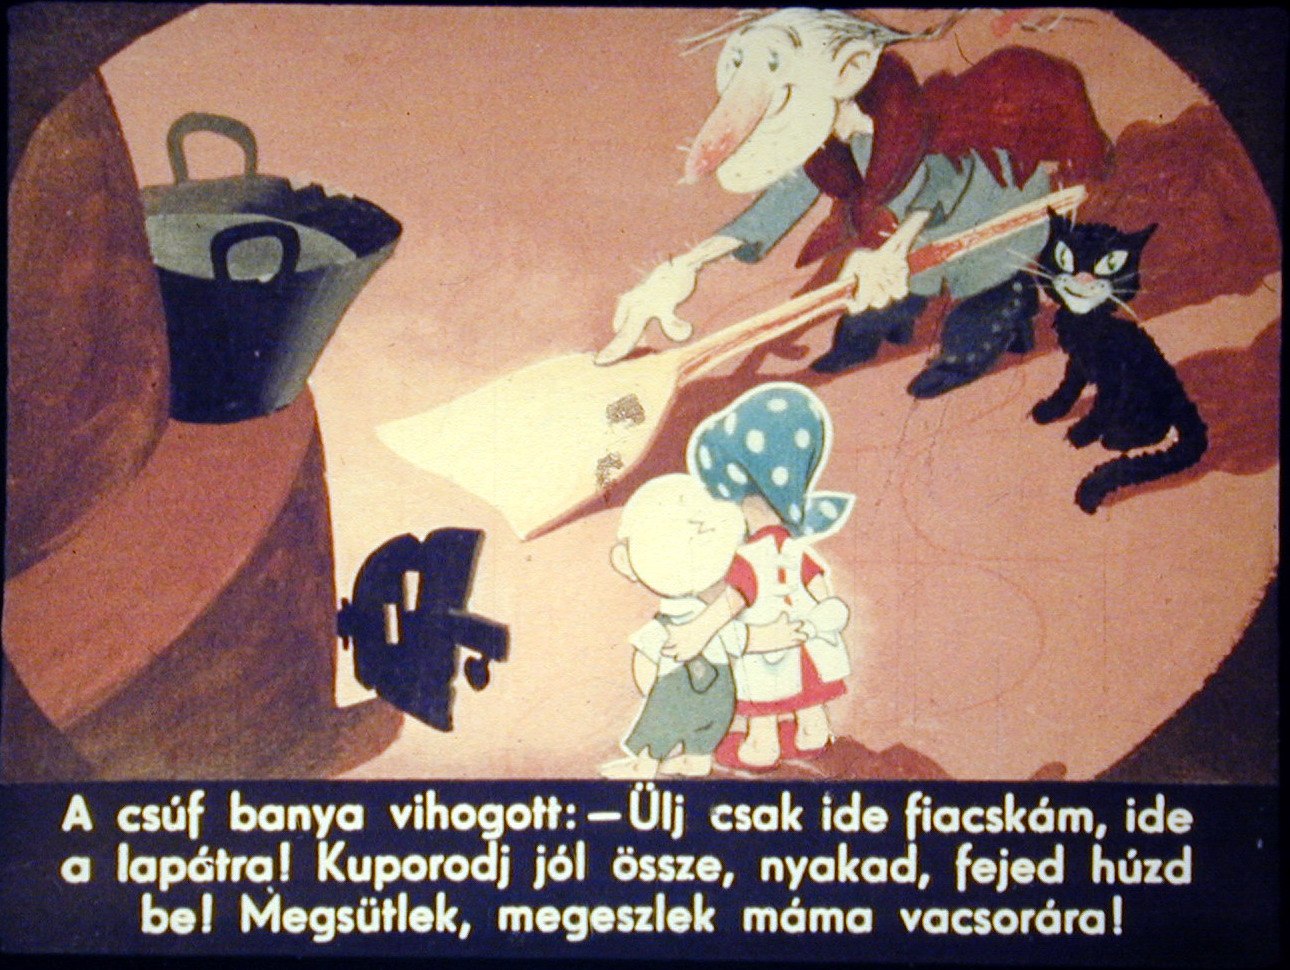 A csúf banya vihogott: – Ülj csak ide fiacskám, ide
a lapátra! Kuporodj jól össze, nyakad, fejed húzd
be! Megsütlek, megeszlek máma vacsorára!